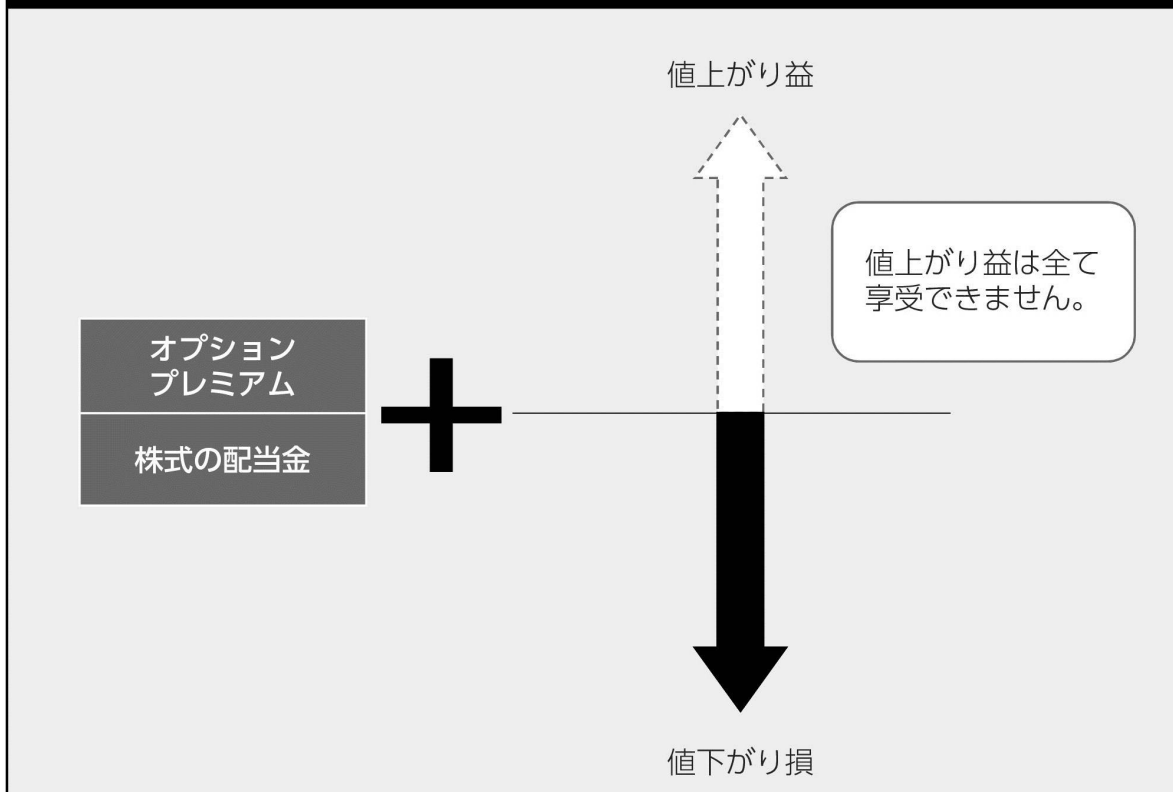 値上がり益
値上がり益は全て
享受できません。
オプション
プレミアム
株式の配当金
値下がり損